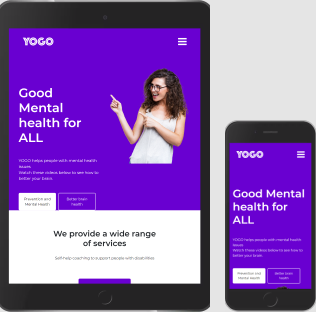 YOGO
Good
Mental
health for
ALL
YOGO helps people with mental health
issues
Watch these videos below to see how to
better your brain.
Prevention and
Mental Health
Better brain
health
We provide a wide range
of services
Self-help coaching to support people with disabilities
YOGO
Good Mental
health for
ALL
YOGO helps people with mental health
issues
Watch these videos below to see how to
better your brain.
Prevention and
Mental Health
Better brain
health